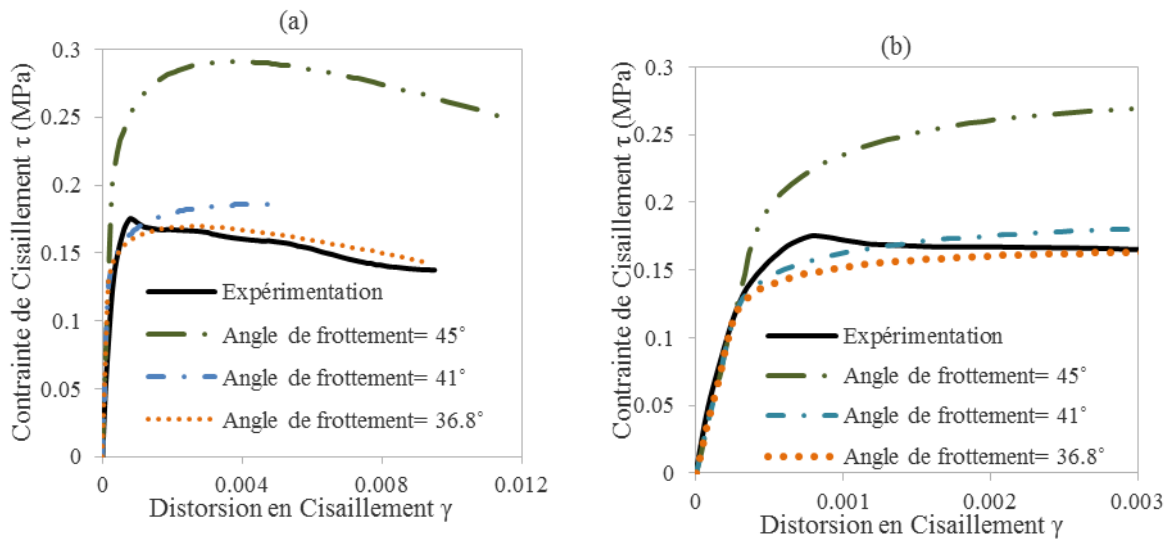 (a)
Contrainte de Cisaillement τ (MPa)
0.3
0.25
0.2
0.15
0.1
0.05
0
0
0.004
0.008
0.012
Distorsion en Cisaillement γ
Expérimentation
Angle de frottement= 45˚
Angle de frottement= 41˚
Angle de frottement= 36.8˚
(b)
Contrainte de Cisaillement τ (MPa)
0.3
0.25
0.2
0.15
0.1
0.05
0
0
0.001
0.002
0.003
Distorsion en Cisaillement γ
Expérimentation
Angle de frottement= 45˚
Angle de frottement= 41˚
Angle de frottement= 36.8˚